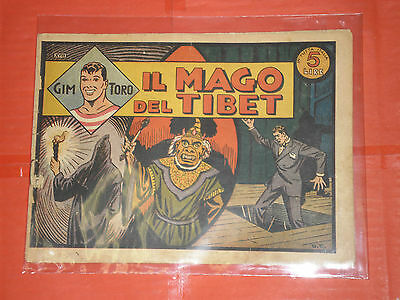 GIM TORO
IL MAGO
DEL TIBET
5
LIRE